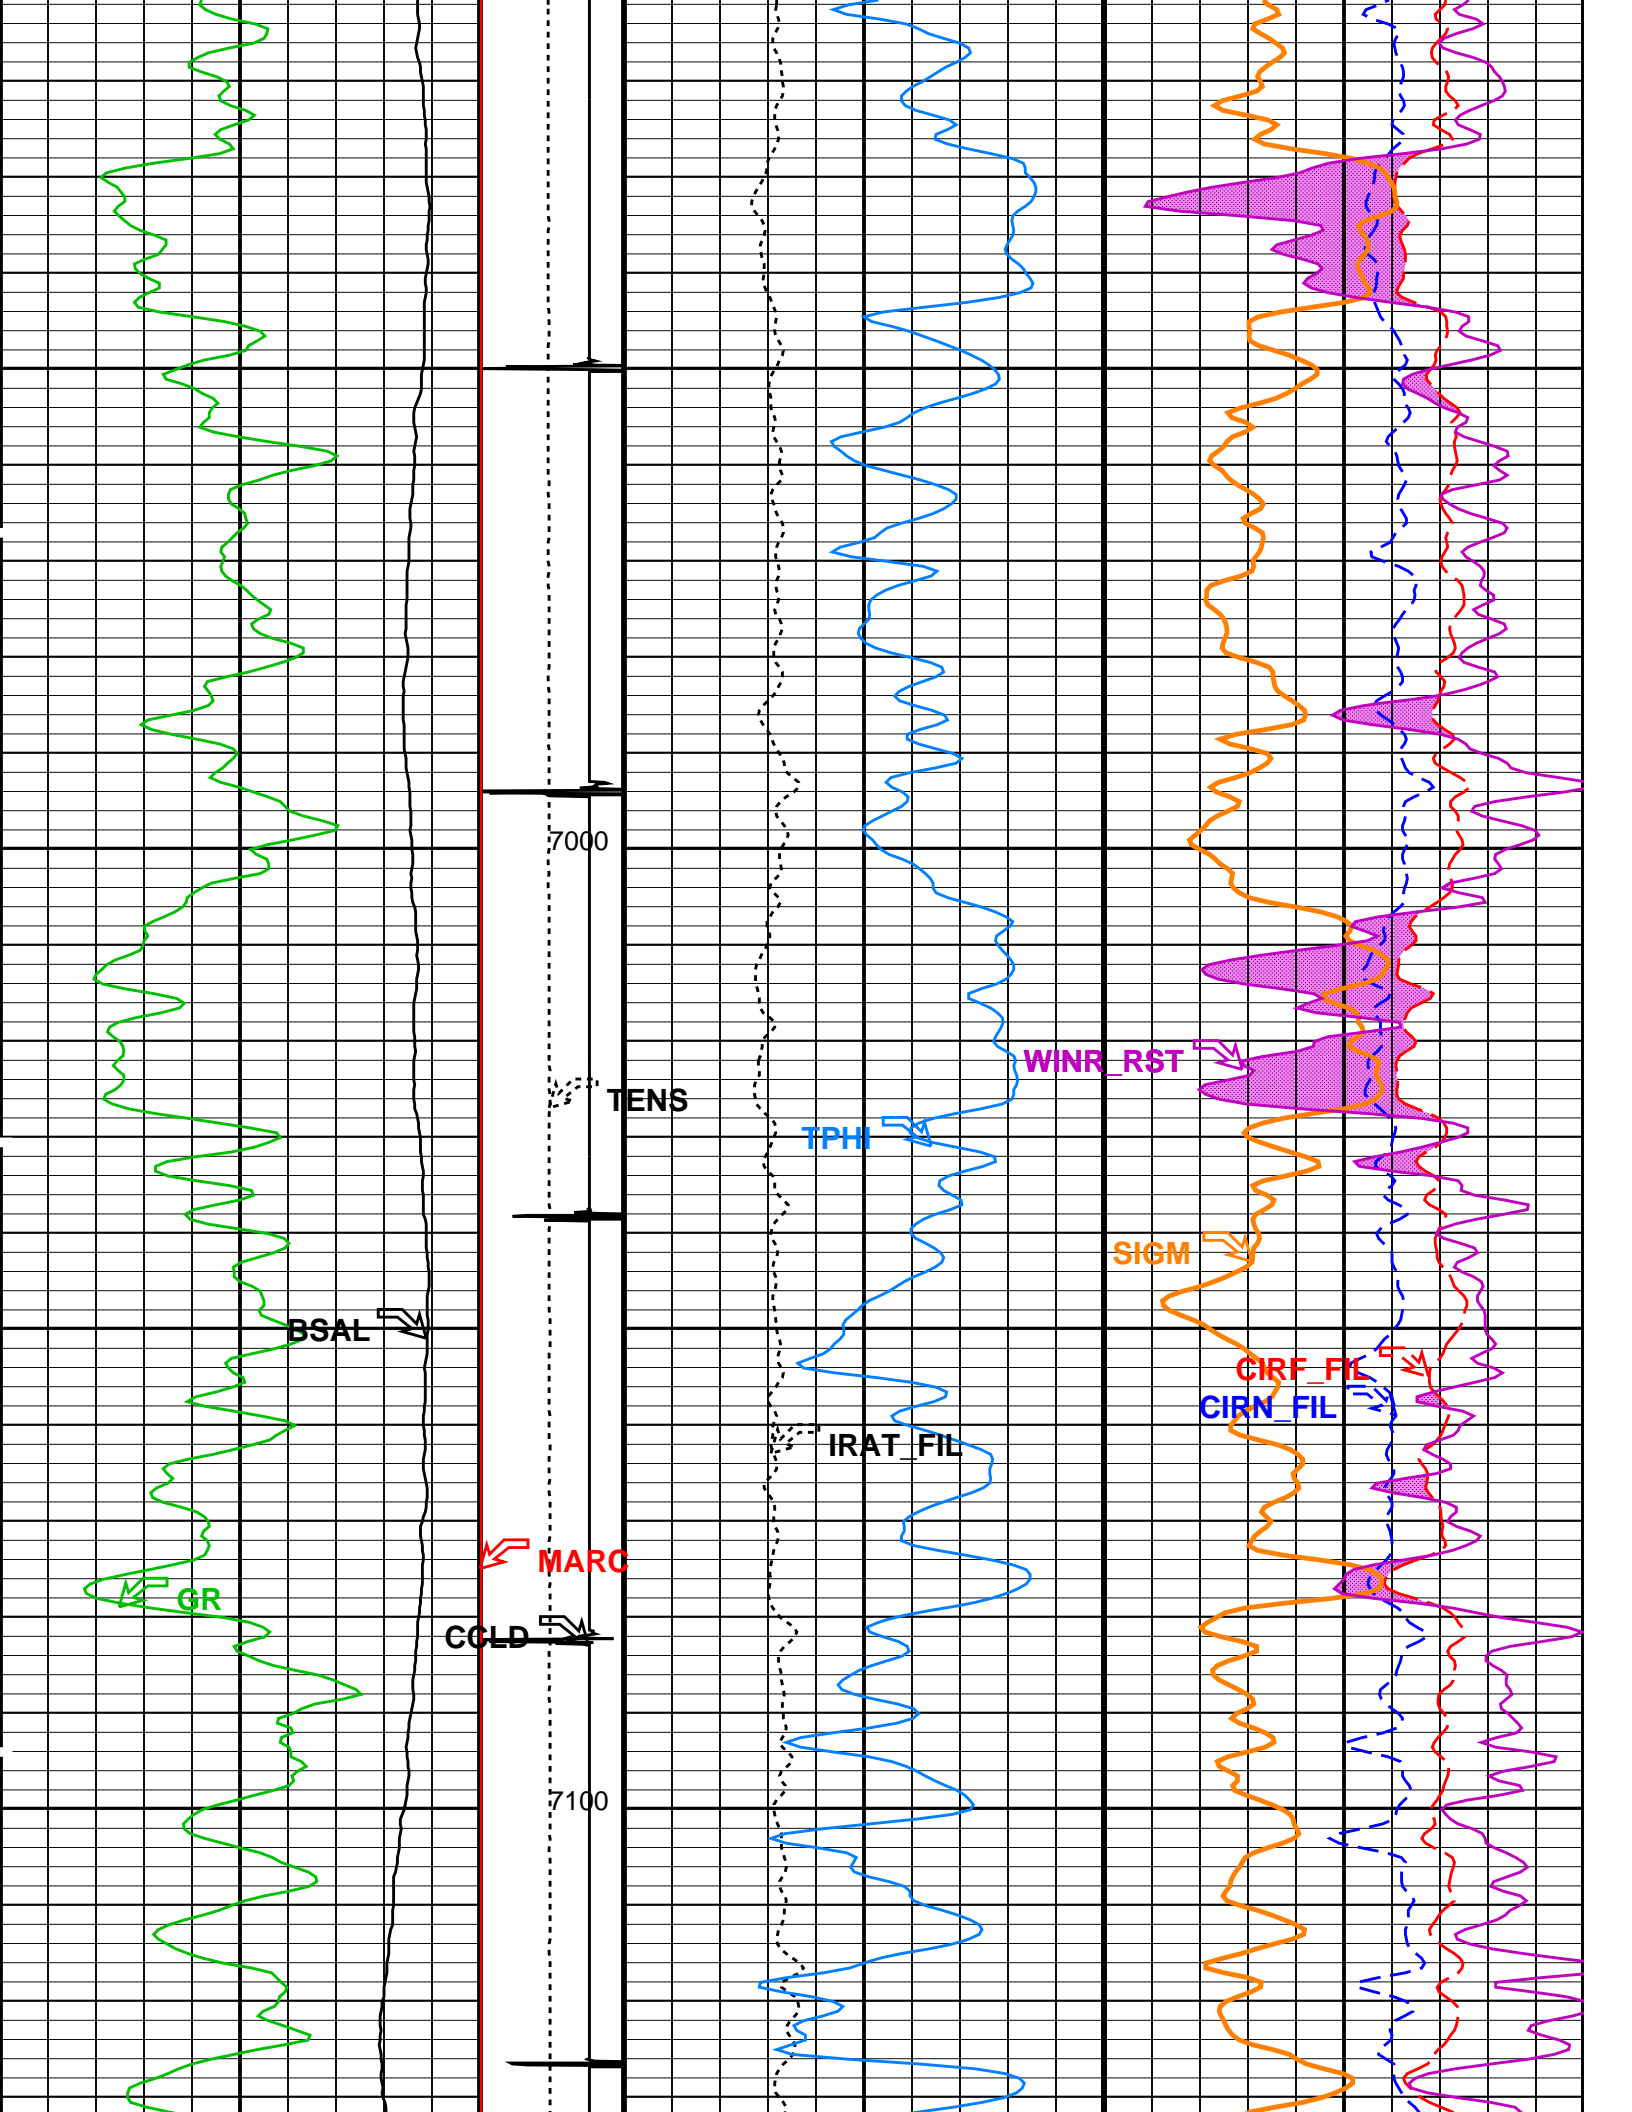 7000
WINR_RST
TENS
TPHI
SIGM
BSAL
CIRF_FIL
CIRN_FIL
IRAT_FIL
MARC
GR
CCLD
7100